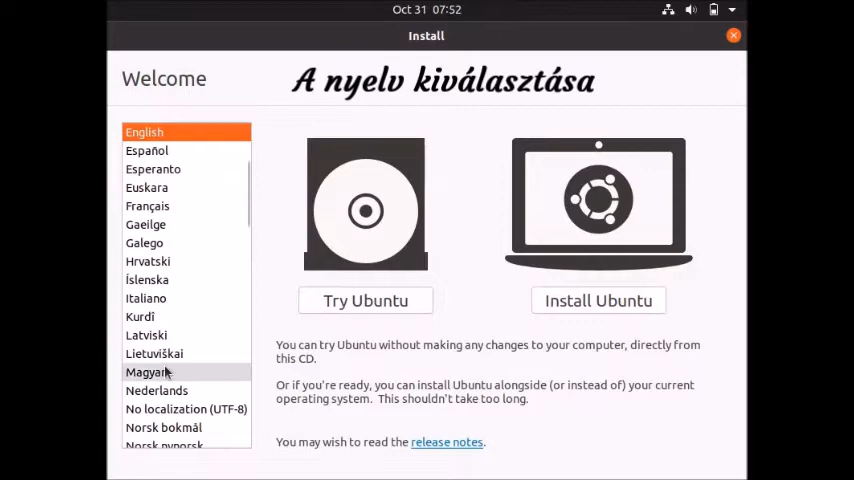 Oct 31 07:52
Install
Welcome
A nyelv kiválasztása
English
Español
Esperanto
Euskara
Français
Gaeilge
Galego
Hrvatski
Íslenska
Italiano
Kurdî
Latviski
Lietuviškai
Magyar
Nederlands
No localization (UTF-8)
Norsk bokmål
Norsk nynorsk
Try Ubuntu
Install Ubuntu
You can try Ubuntu without making any changes to your computer, directly from
this CD.
Or if you're ready, you can install Ubuntu alongside (or instead of) your current
operating system. This shouldn't take too long.
You may wish to read the release notes.